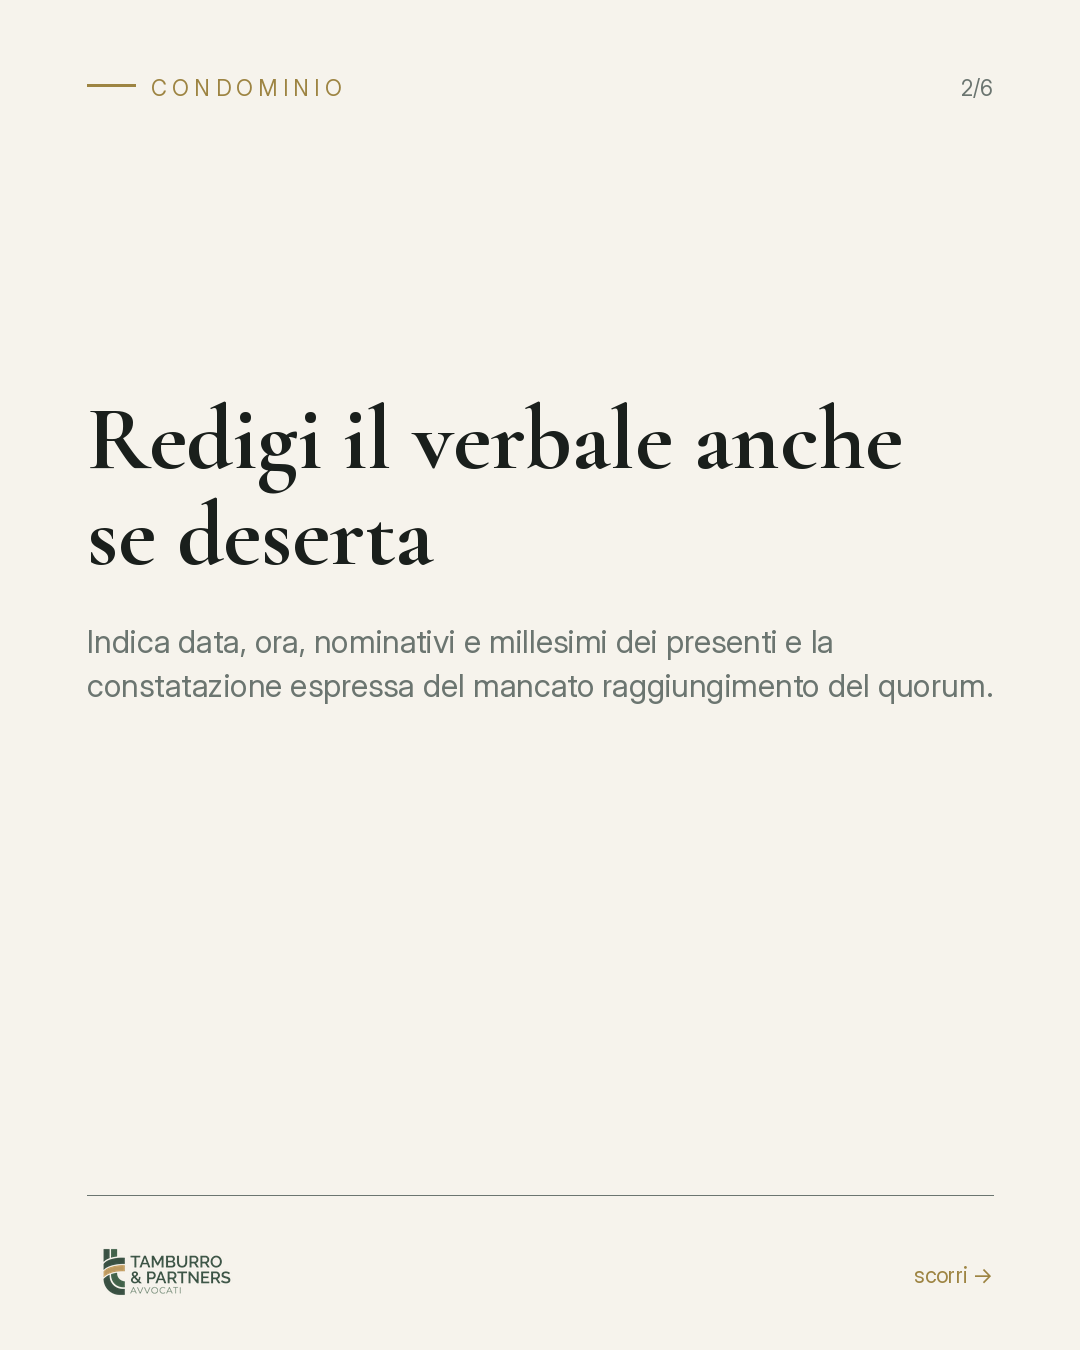 CONDOMINIO
2/6
Redigi il verbale anche
se deserta
Indica data, ora, nominativi e millesimi dei presenti e la
constatazione espressa del mancato raggiungimento del quorum.
TAMBURRO
& PARTNERS
AVVOCATI
scorri →